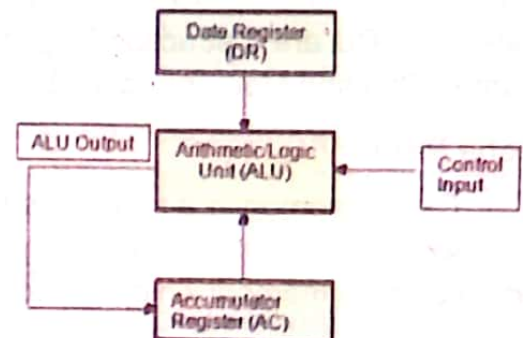 Data Register
(DR)
ALU Output
Arithmetic/Logic
Unit (ALU)
Control
Input
Accumulator
Register (AC)